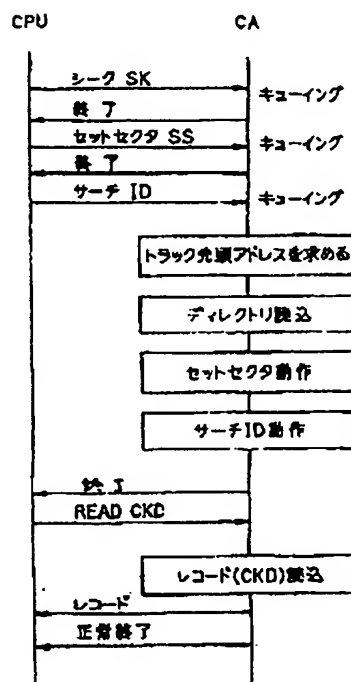 CPU CA
シーク SK
キューイング
終了
セットセクタ SS
キューイング
終了
サーチ ID
キューイング
トラック先頭アドレスを求める
ディレクトリ読込
セットセクタ動作
サーチID動作
終了
READ CKD
レコード(CKD)読込
レコード
正常終了